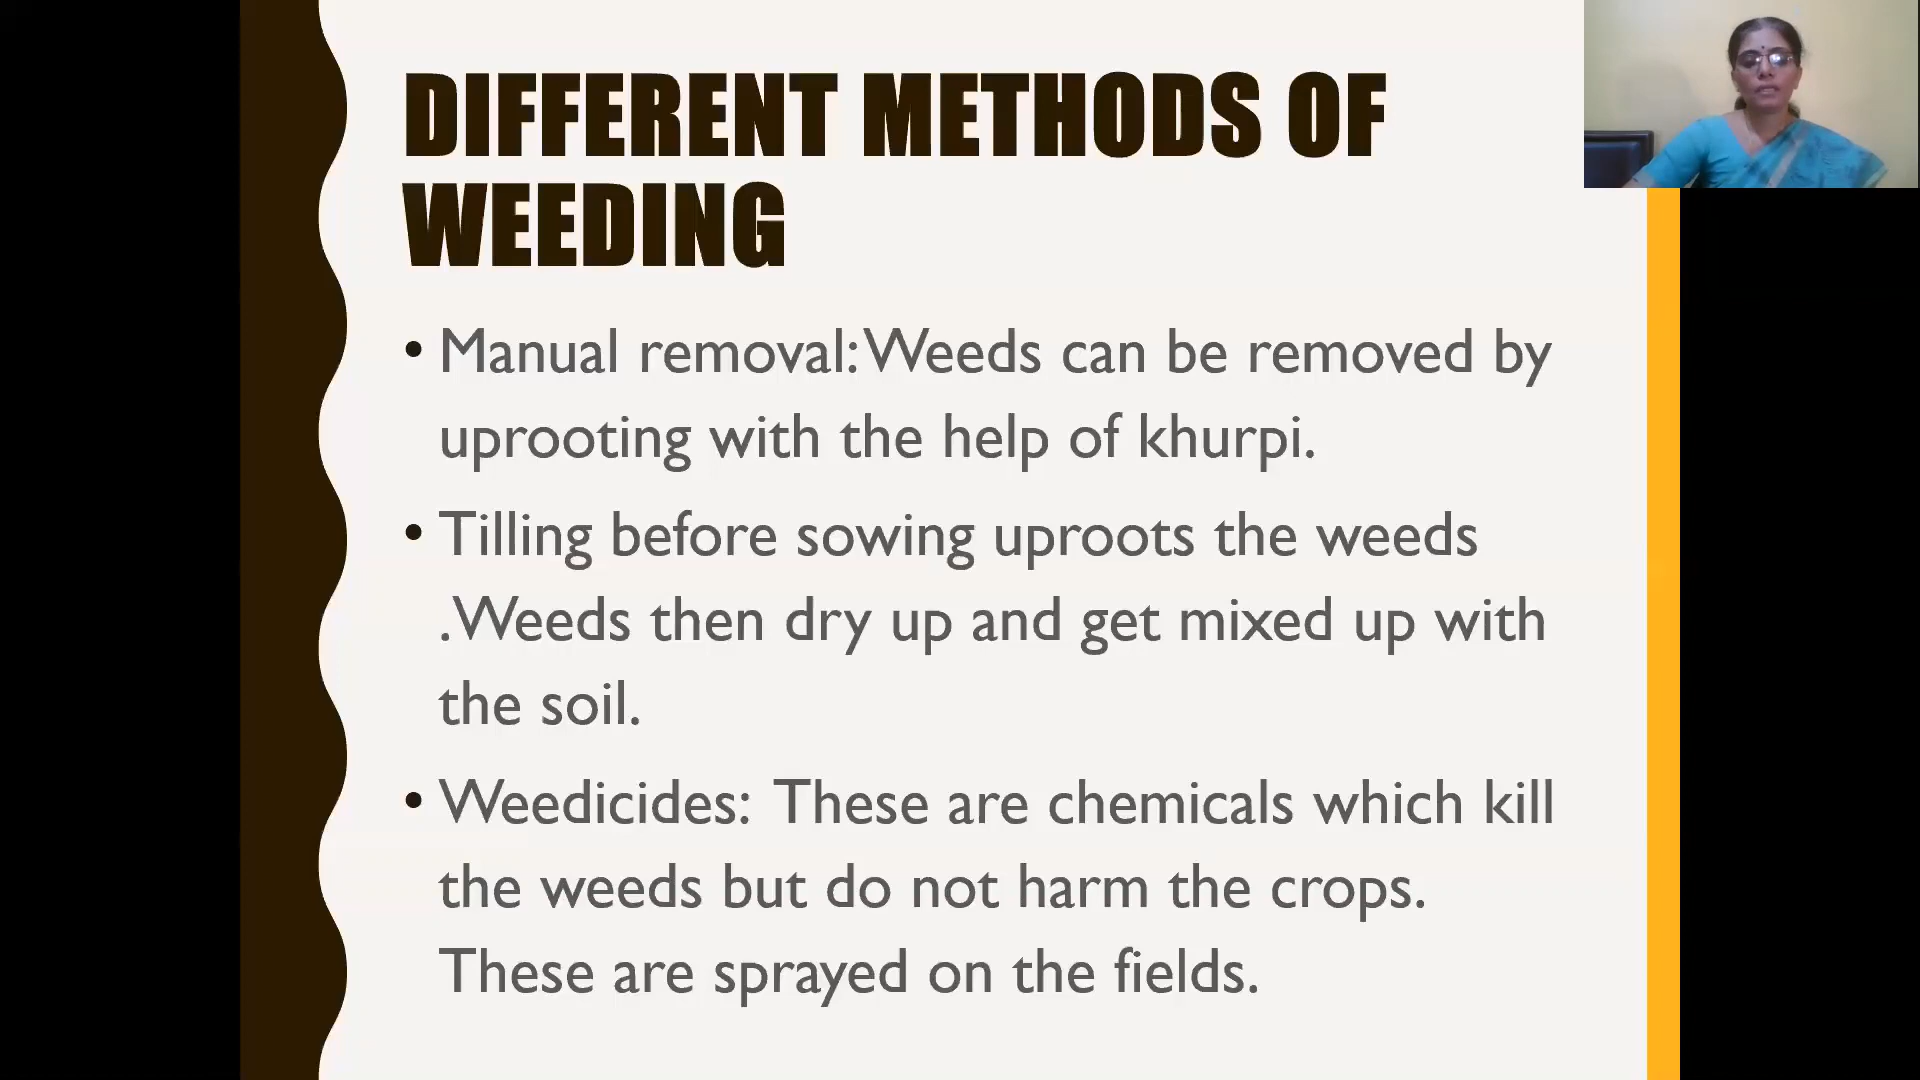 DIFFERENT METHODS OF
WEEDING
• Manual removal: Weeds can be removed by
uprooting with the help of khurpi.
• Tilling before sowing uproots the weeds
. Weeds then dry up and get mixed up with
the soil.
• Weedicides: These are chemicals which kill
the weeds but do not harm the crops.
These are sprayed on the fields.